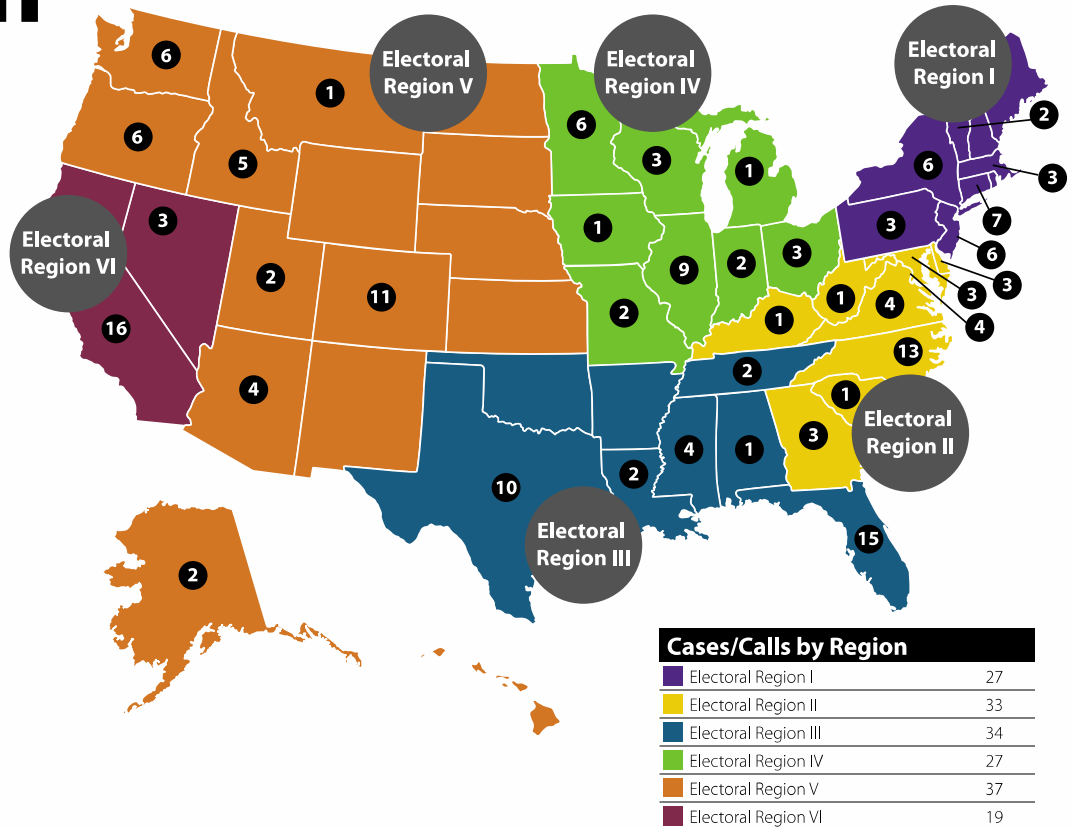 Electoral
Region V
Electoral
Region IV
Electoral
Region I
6
1
6
2
6
3
1
6
5
3
3
7
Electoral
Region VI
3
1
3
6
2
9
2
3
3
3
11
2
1
4
4
16
1
13
2
4
1
Electoral
Region II
3
4
1
2
10
Electoral
Region III
15
2
Cases/Calls by Region
Electoral Region I 27
Electoral Region II 33
Electoral Region III 34
Electoral Region IV 27
Electoral Region V 37
Electoral Region VI 19